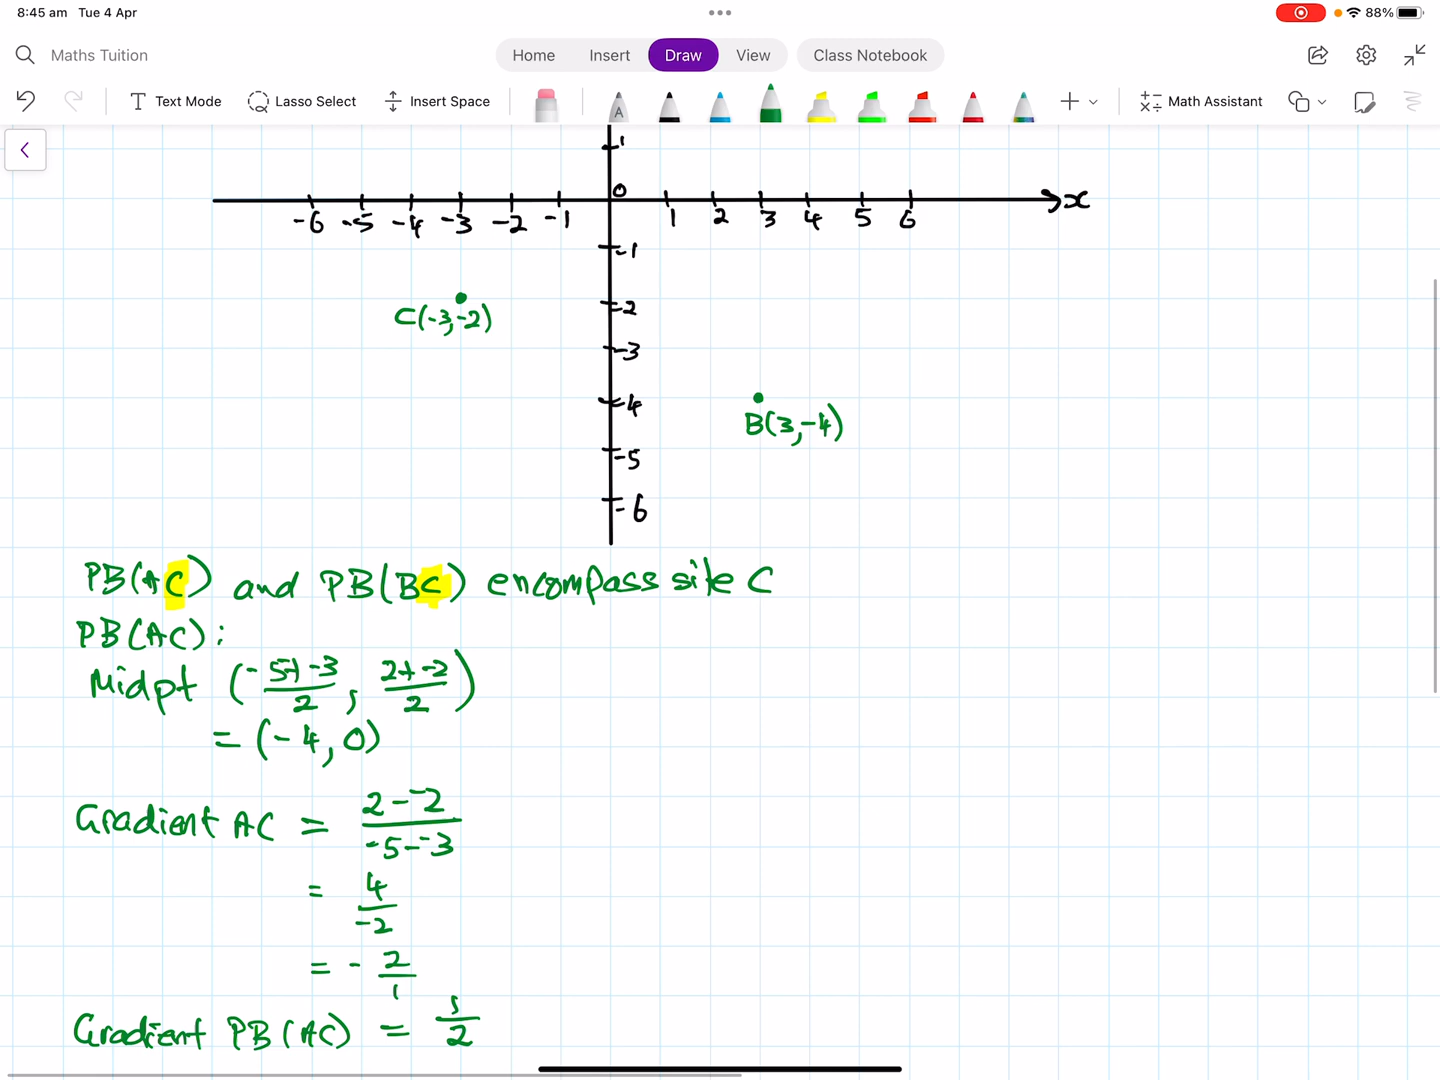 8:45 am Tue 4 Apr
88%
Maths Tuition
Home Insert Draw View Class Notebook
Text Mode Lasso Select Insert Space A Math Assistant
1
0
x
-6 -5 -4 -3 -2 -1 1 2 3 4 5 6
-1
-2
C(-3,-2)
-3
-4
B(3,-4)
-5
-6
PB(AC) and PB(BC) encompass site C
PB(AC):
Midpt (-5+-3/2, 2+-2/2)
= (-4,0)
Gradient AC = 2--2/-5--3
= 4/-2
= -2/1
Gradient PB(AC) = 1/2